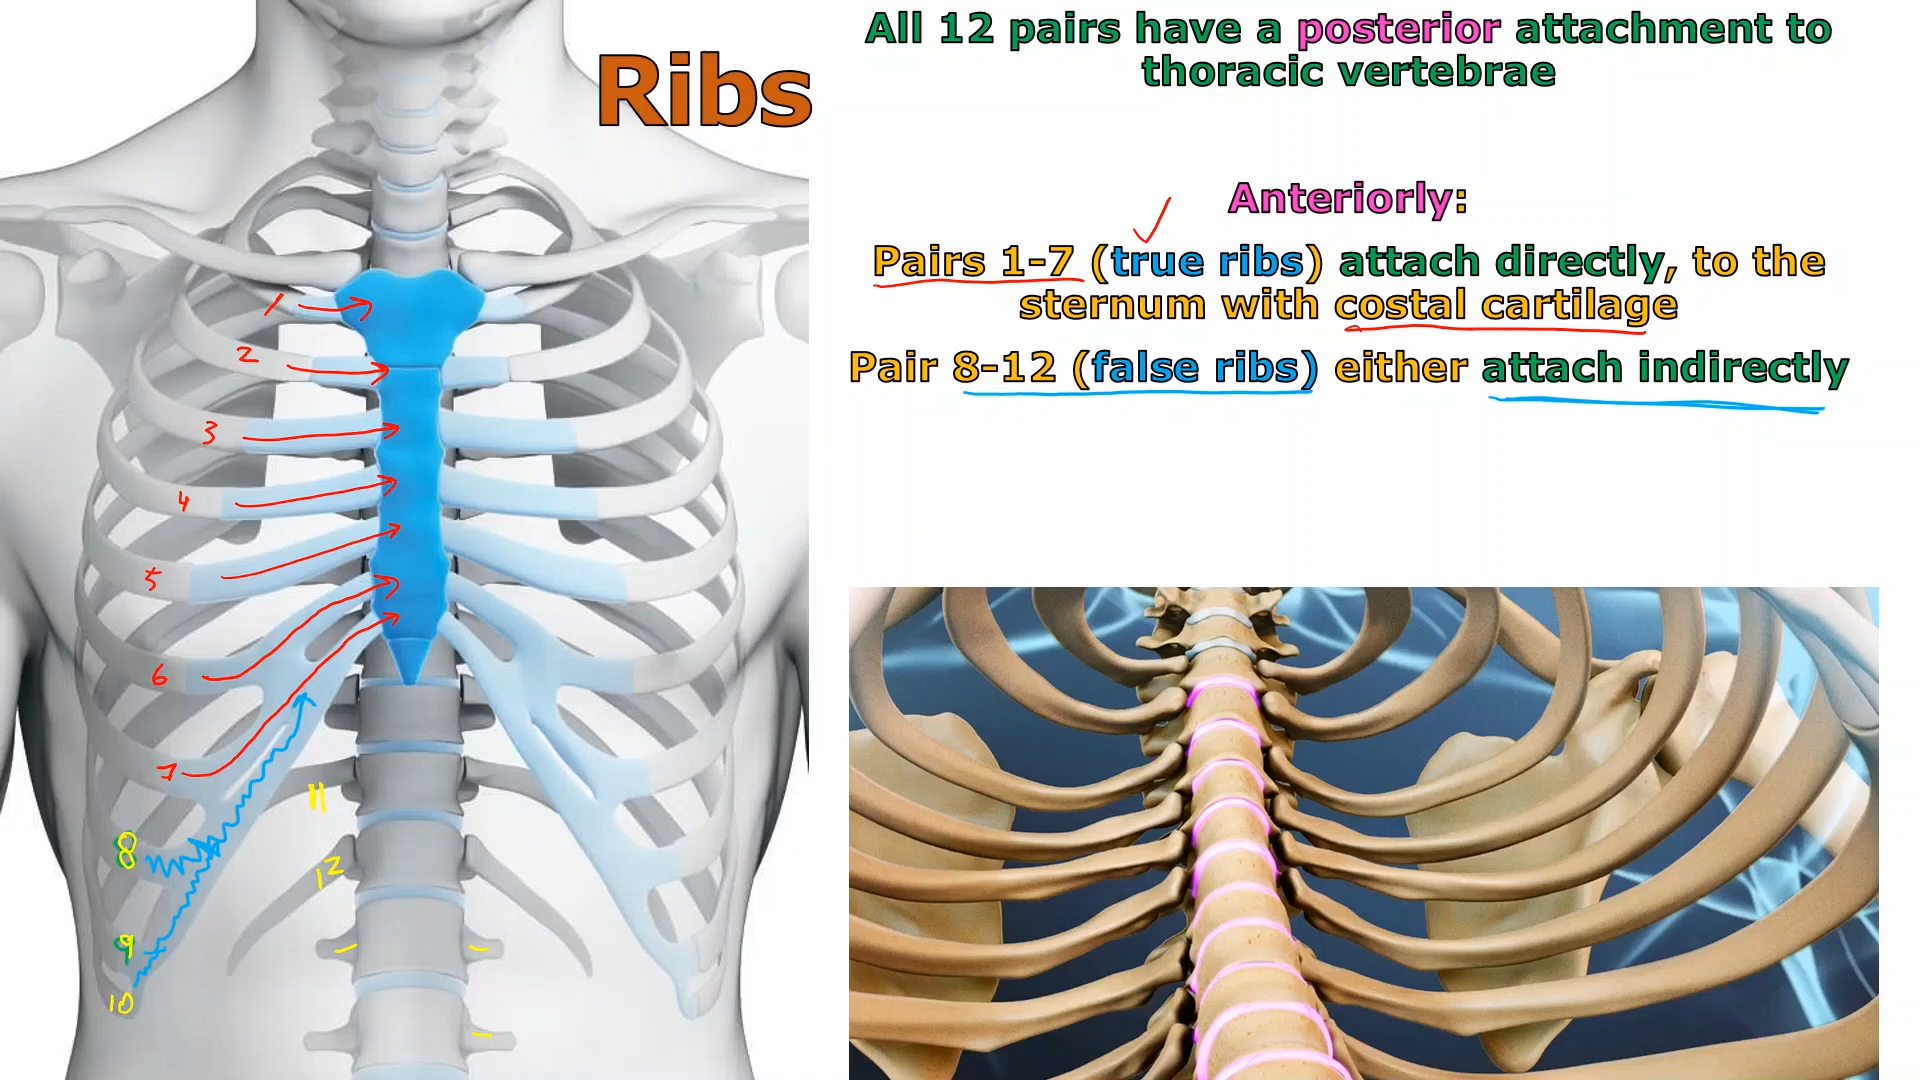 Ribs
All 12 pairs have a posterior attachment to
thoracic vertebrae
Anteriorly:
Pairs 1-7 (true ribs) attach directly, to the
sternum with costal cartilage
Pair 8-12 (false ribs) either attach indirectly
1
2
3
4
5
6
7
8
9
10
11
12